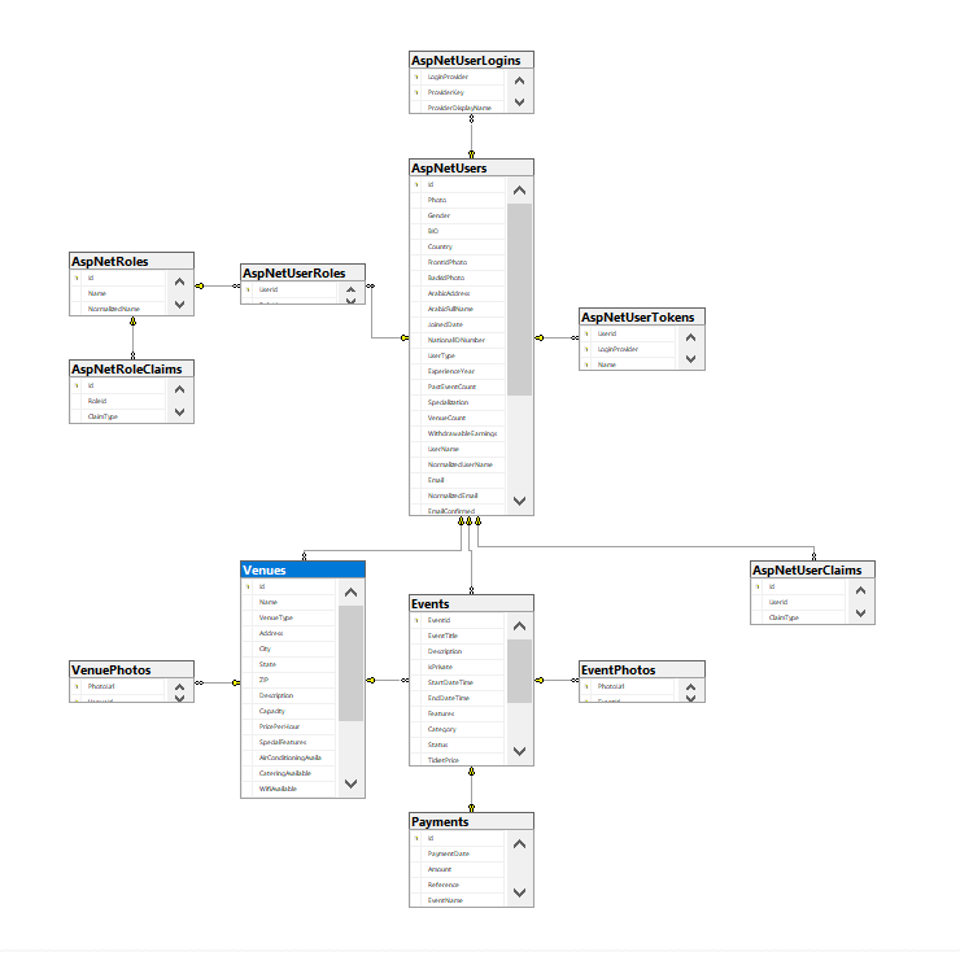 AspNetUserLogins
LoginProvider
ProviderKey
ProviderDisplayName
AspNetUsers
Id
Photo
Gender
BIO
Country
FrontIdPhoto
BackIdPhoto
ArabicAddress
ArabicFullName
JoinedDate
NationalIDNumber
UserType
ExperienceYear
PastEventCount
Specialization
VenueCount
WithdrawableEarnings
UserName
NormalizedUserName
Email
NormalizedEmail
EmailConfirmed
AspNetRoles
Id
Name
NormalizedName
AspNetUserRoles
UserId
RoleId
AspNetUserTokens
UserId
LoginProvider
Name
AspNetRoleClaims
Id
RoleId
ClaimType
Venues
Id
Name
VenueType
Address
City
State
ZIP
Description
Capacity
PricePerHour
SpecialFeatures
AirConditioningAvaila
CateringAvailable
WifiAvailable
Events
EventId
EventTitle
Description
IsPrivate
StartDateTime
EndDateTime
Features
Category
Status
TicketPrice
AspNetUserClaims
Id
UserId
ClaimType
VenuePhotos
PhotoUrl
VenueId
EventPhotos
PhotoUrl
EventId
Payments
Id
PaymentDate
Amount
Reference
EventName